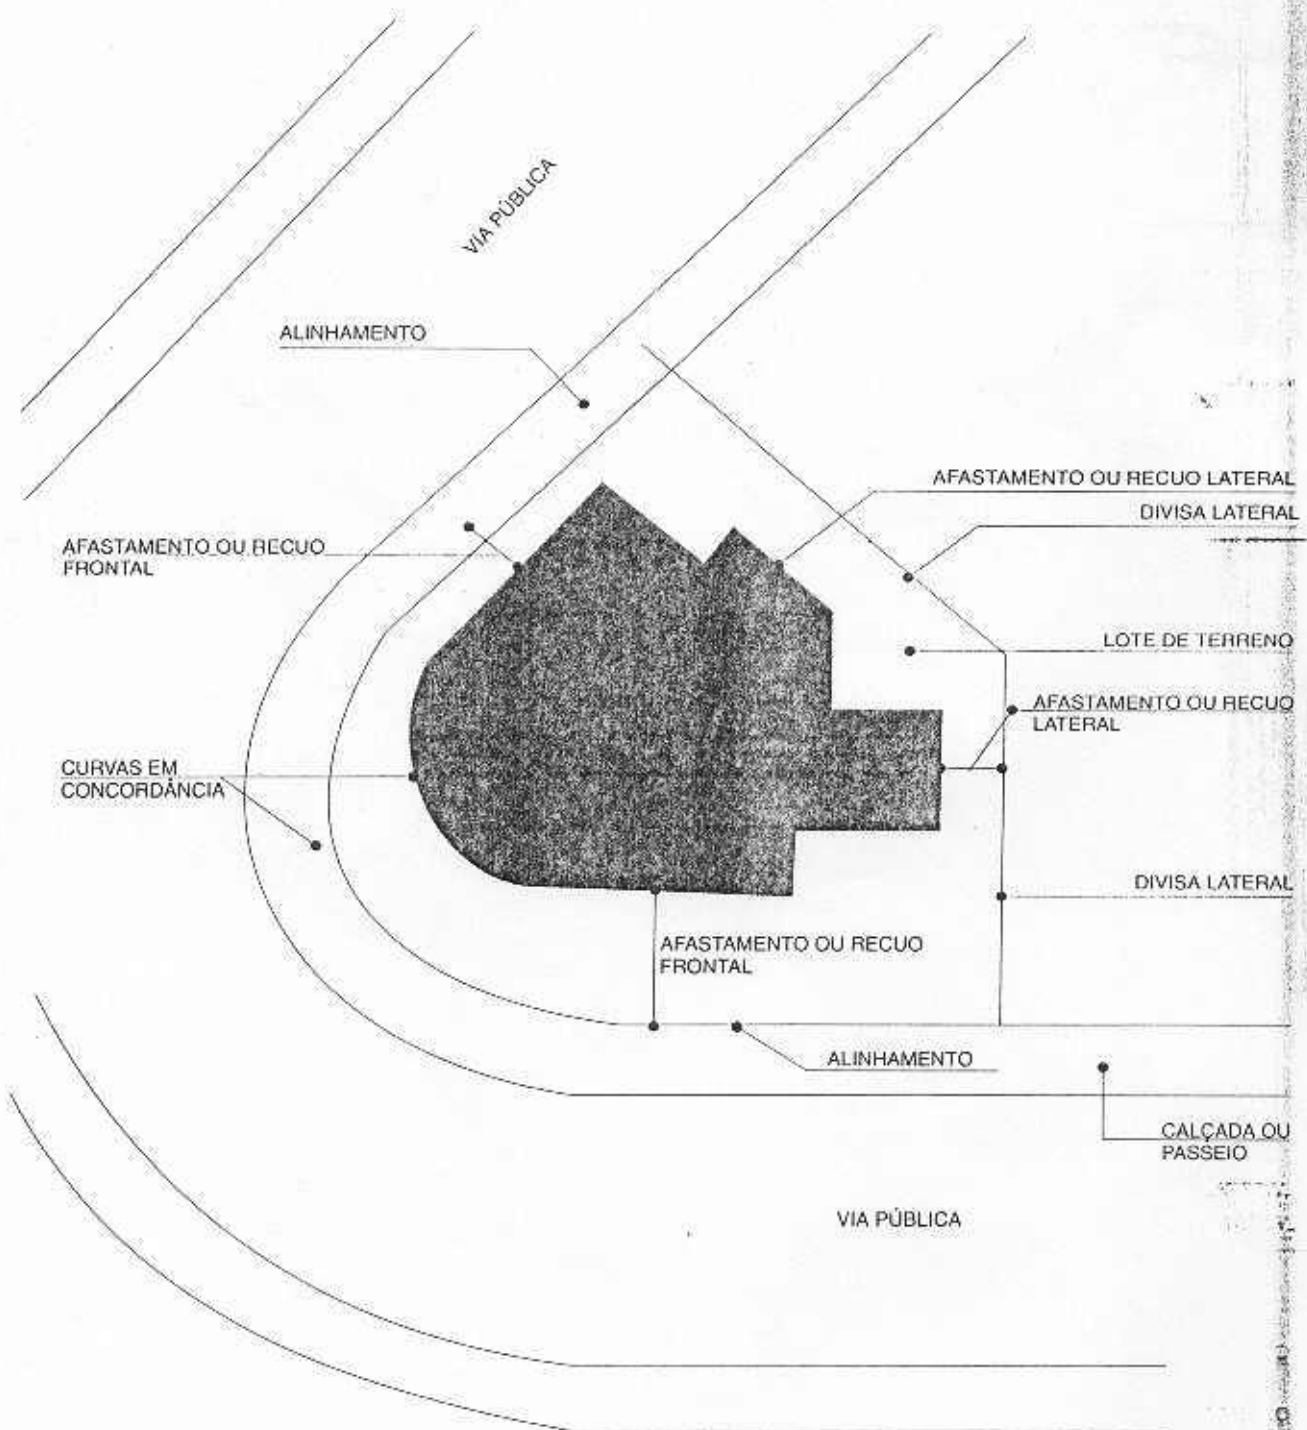 VIA PÚBLICA
ALINHAMENTO
AFASTAMENTO OU RECUO LATERAL
DIVISA LATERAL
AFASTAMENTO OU RECUO
FRONTAL
LOTE DE TERRENO
AFASTAMENTO OU RECUO
LATERAL
CURVAS EM
CONCORDÂNCIA
DIVISA LATERAL
AFASTAMENTO OU RECUO
FRONTAL
ALINHAMENTO
CALÇADA OU
PASSEIO
VIA PÚBLICA